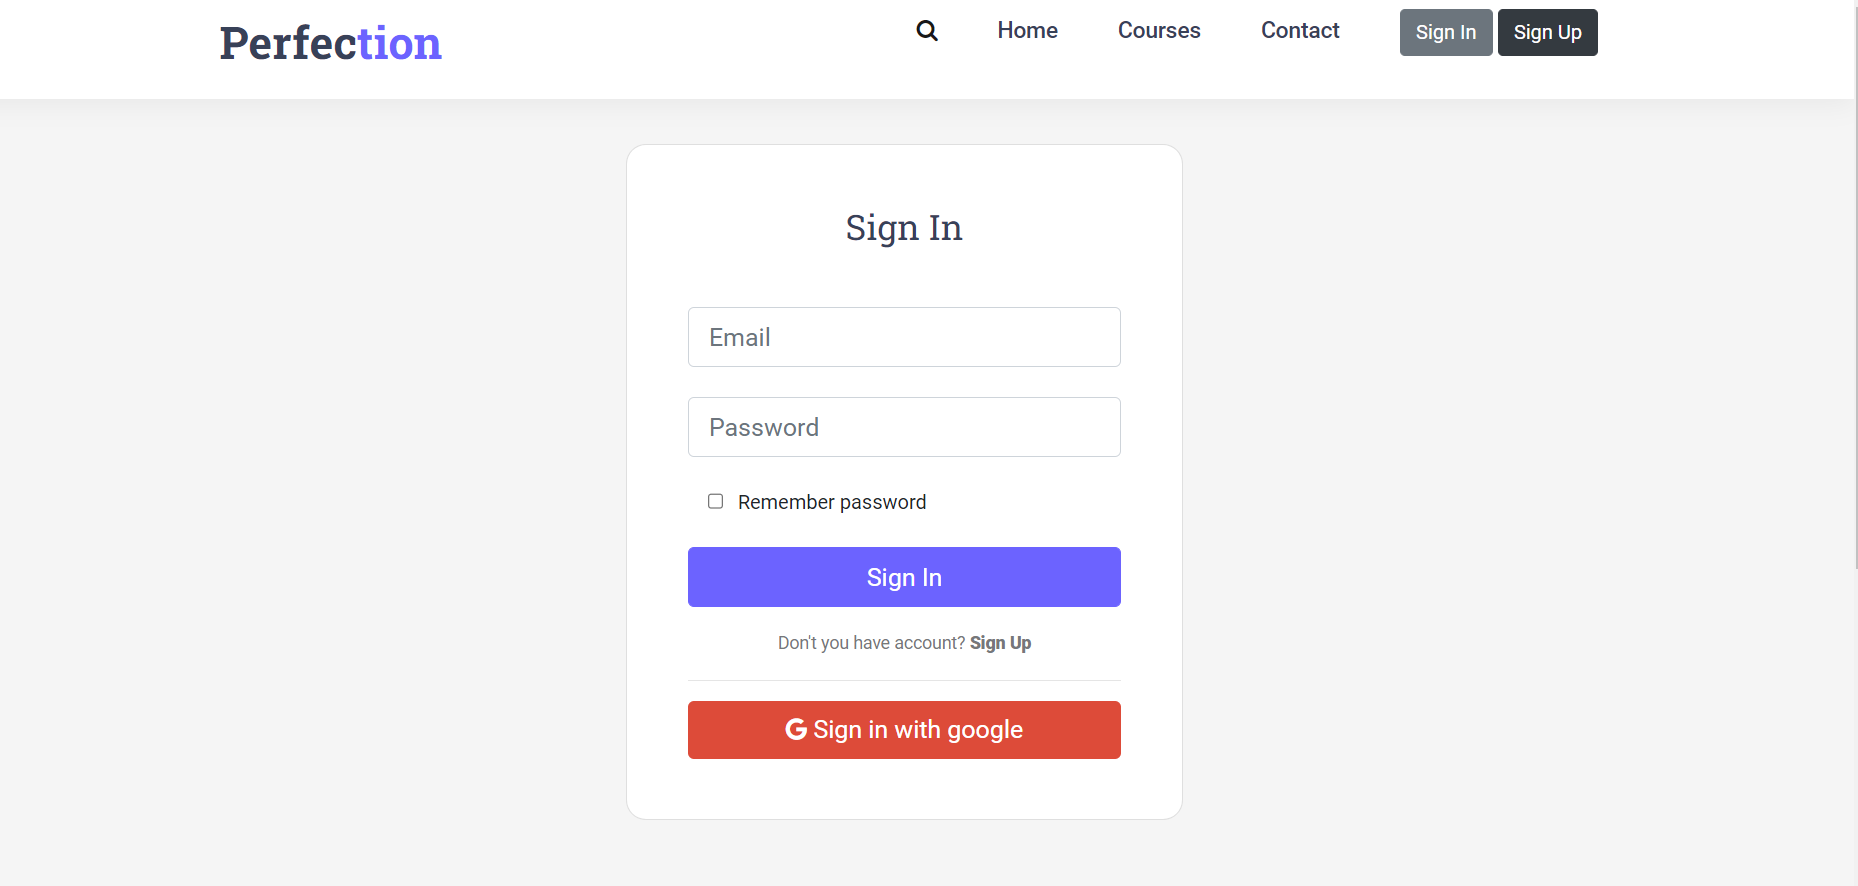 Perfection
Home Courses Contact Sign In Sign Up
Sign In
Email
Password
Remember password
Sign In
Don't you have account? Sign Up
Sign in with google